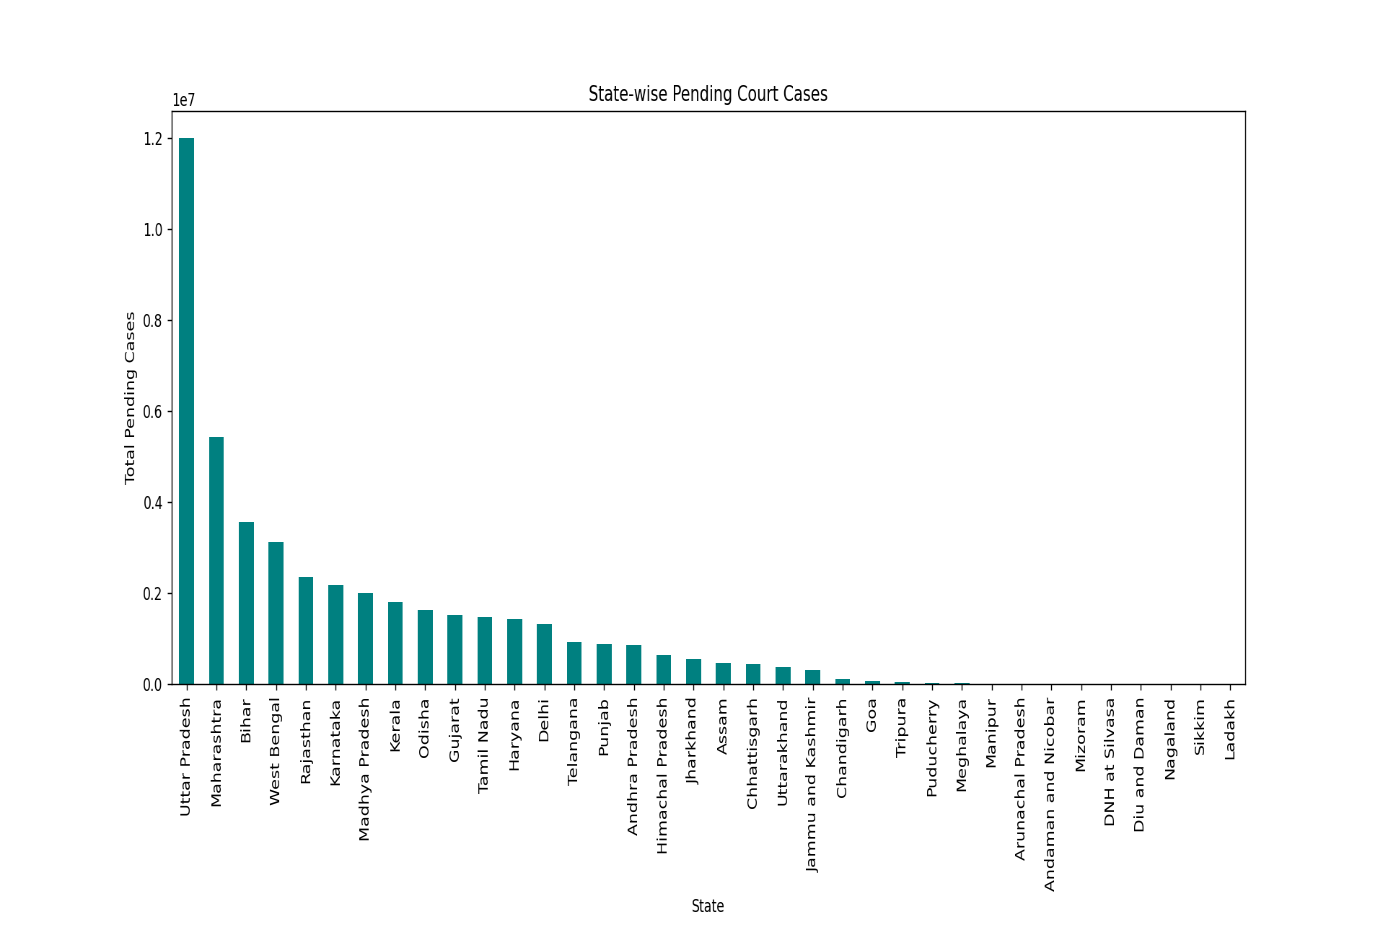 State-wise Pending Court Cases
1e7
1.2
1.0
0.8
0.6
0.4
0.2
0.0
Total Pending Cases
Uttar Pradesh
Maharashtra
Bihar
West Bengal
Rajasthan
Karnataka
Madhya Pradesh
Kerala
Odisha
Gujarat
Tamil Nadu
Haryana
Delhi
Telangana
Punjab
Andhra Pradesh
Himachal Pradesh
Jharkhand
Assam
Chhattisgarh
Uttarakhand
Jammu and Kashmir
Chandigarh
Goa
Tripura
Puducherry
Meghalaya
Manipur
Arunachal Pradesh
Andaman and Nicobar
Mizoram
DNH at Silvasa
Diu and Daman
Nagaland
Sikkim
Ladakh
State